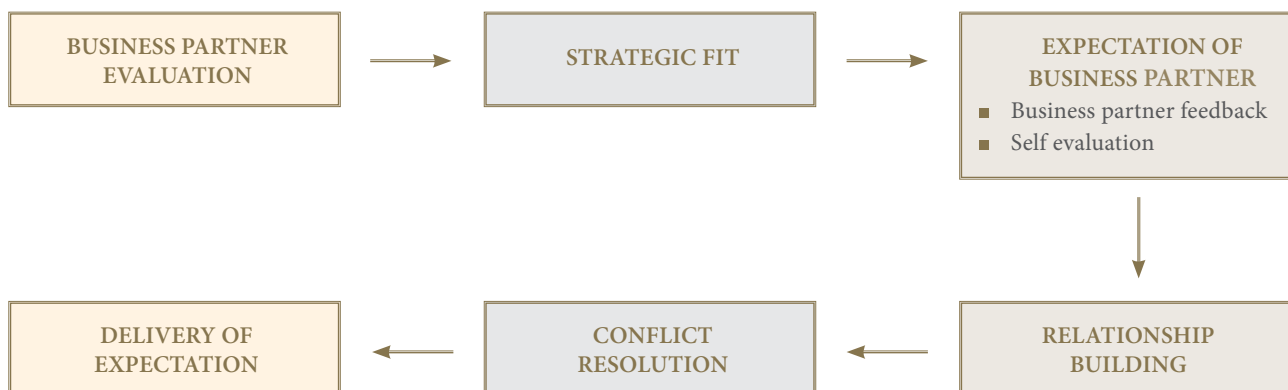 BUSINESS PARTNER
EVALUATION
STRATEGIC FIT
EXPECTATION OF
BUSINESS PARTNER
■ Business partner feedback
■ Self evaluation
DELIVERY OF
EXPECTATION
CONFLICT
RESOLUTION
RELATIONSHIP
BUILDING